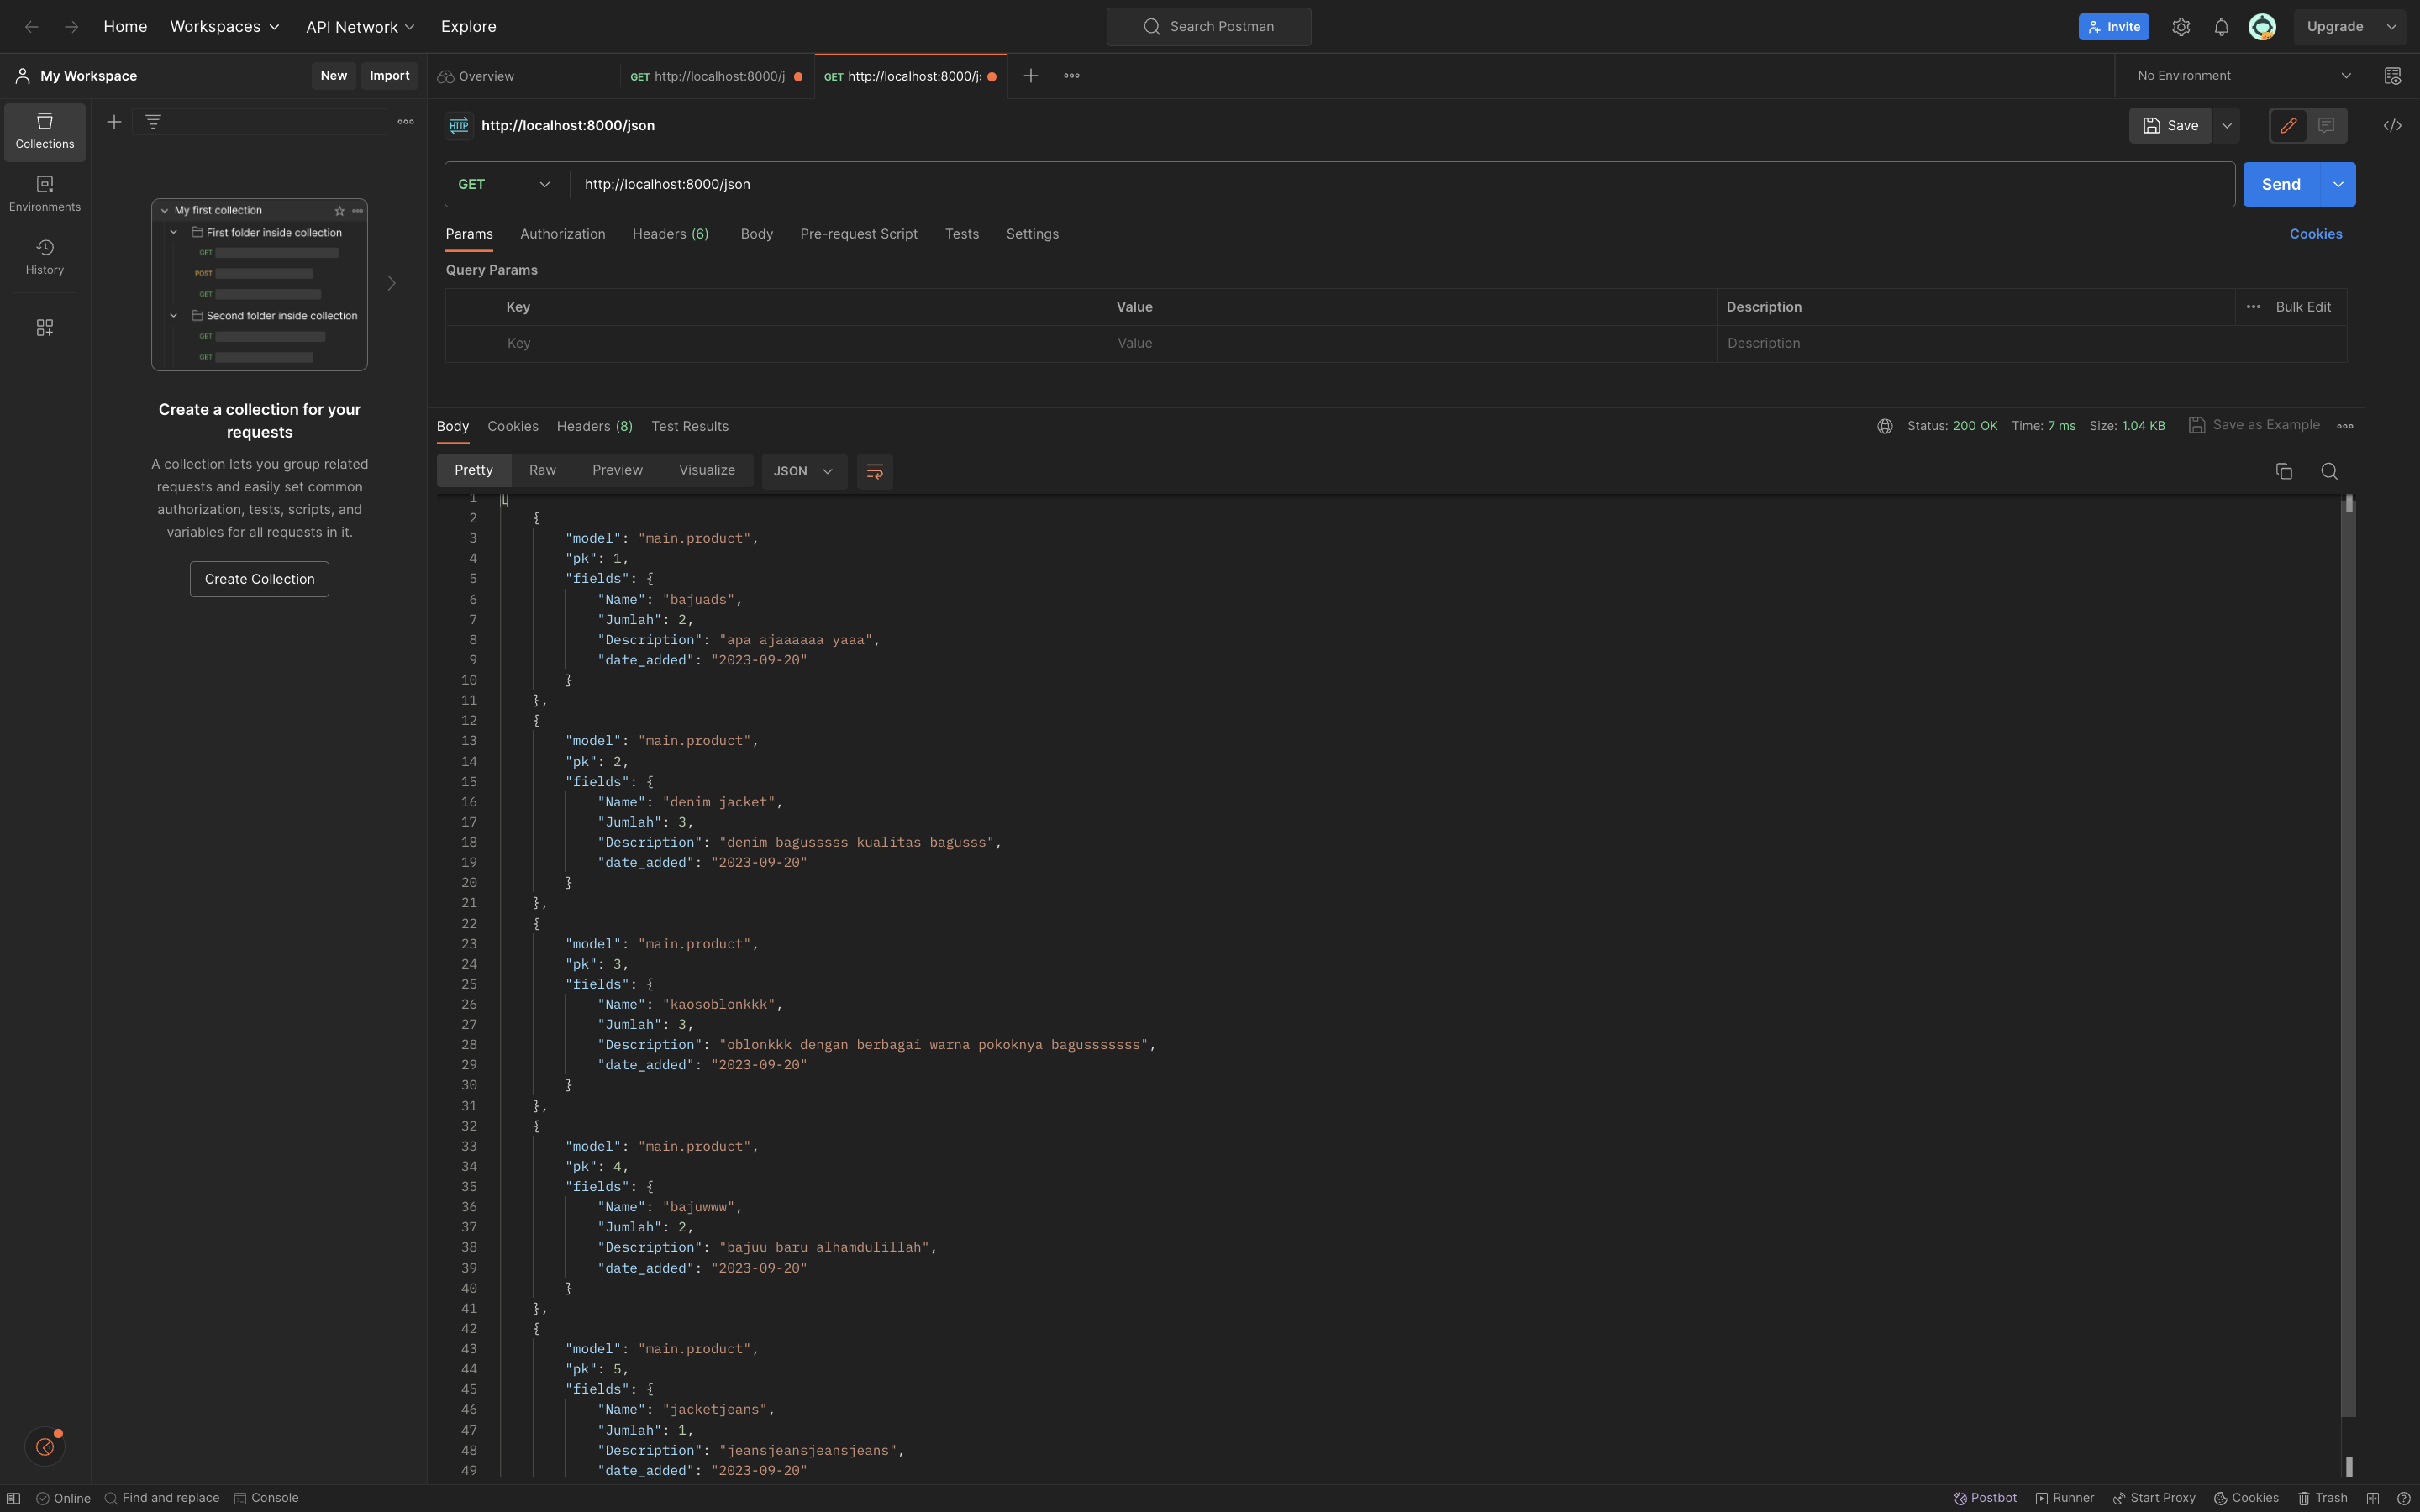 Home
Workspaces
API Network
Explore
Search Postman
Invite
Upgrade
My Workspace
New
Import
Overview
GET http://localhost:8000/j
GET http://localhost:8000/j
No Environment
Collections
Environments
History
My first collection
First folder inside collection
GET
POST
GET
Second folder inside collection
GET
GET
Create a collection for your
requests
A collection lets you group related
requests and easily set common
authorization, tests, scripts, and
variables for all requests in it.
Create Collection
HTTP http://localhost:8000/json
Save
GET http://localhost:8000/json
Send
Params Authorization Headers (6) Body Pre-request Script Tests Settings
Cookies
Query Params
Key Value Description Bulk Edit
Key Value Description
Body Cookies Headers (8) Test Results
Status: 200 OK Time: 7 ms Size: 1.04 KB Save as Example
Pretty Raw Preview Visualize JSON
1 [
2 {
3 "model": "main.product",
4 "pk": 1,
5 "fields": {
6 "Name": "bajuads",
7 "Jumlah": 2,
8 "Description": "apa ajaaaaaa yaaa",
9 "date_added": "2023-09-20"
10 }
11 },
12 {
13 "model": "main.product",
14 "pk": 2,
15 "fields": {
16 "Name": "denim jacket",
17 "Jumlah": 3,
18 "Description": "denim bagusssss kualitas bagusss",
19 "date_added": "2023-09-20"
20 }
21 },
22 {
23 "model": "main.product",
24 "pk": 3,
25 "fields": {
26 "Name": "kaosoblonkkk",
27 "Jumlah": 3,
28 "Description": "oblonkkk dengan berbagai warna pokoknya bagusssssss",
29 "date_added": "2023-09-20"
30 }
31 },
32 {
33 "model": "main.product",
34 "pk": 4,
35 "fields": {
36 "Name": "bajuwww",
37 "Jumlah": 2,
38 "Description": "bajuu baru alhamdulillah",
39 "date_added": "2023-09-20"
40 }
41 },
42 {
43 "model": "main.product",
44 "pk": 5,
45 "fields": {
46 "Name": "jacketjeans",
47 "Jumlah": 1,
48 "Description": "jeansjeansjeansjeans",
49 "date_added": "2023-09-20"
Online Find and replace Console
Postbot Runner Start Proxy Cookies Trash